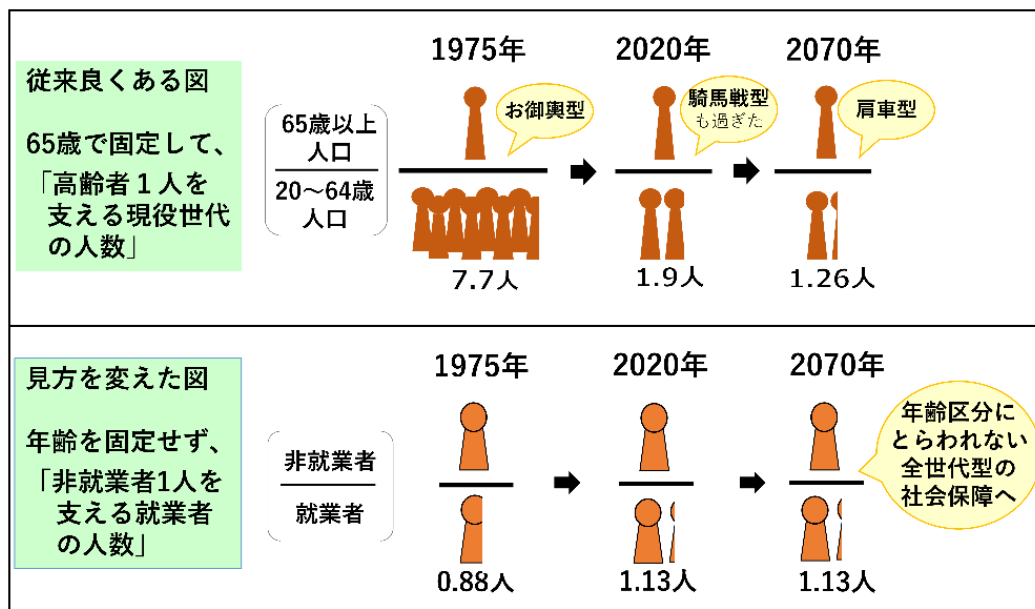 従来良くある図
65歳で固定して、
「高齢者１人を
支える現役世代
の人数」
65歳以上
人口
20～64歳
人口
1975年
お御輿型
7.7人
2020年
騎馬戦型
も過ぎた
1.9人
2070年
肩車型
1.26人
見方を変えた図
年齢を固定せず、
「非就業者1人を
支える就業者
の人数」
非就業者
就業者
1975年
0.88人
2020年
1.13人
2070年
1.13人
年齢区分に
とらわれない
全世代型の
社会保障へ